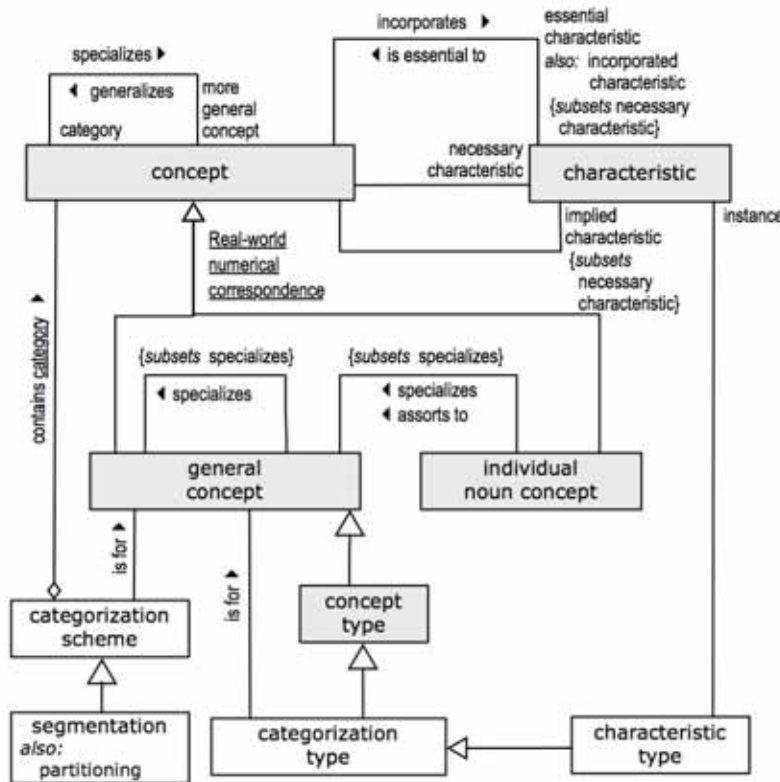 incorporates ▶
◀ is essential to
essential
characteristic
also: incorporated
characteristic
{subsets necessary
characteristic}
specializes ▶
◀ generalizes
category
more
general
concept
necessary
characteristic
concept
characteristic
implied
characteristic
{subsets
necessary
characteristic}
instance
Real-world
numerical
correspondence
contains category ▶
{subsets specializes}
◀ specializes
{subsets specializes}
◀ specializes
◀ assorts to
general
concept
individual
noun concept
is for ▶
is for ▶
categorization
scheme
concept
type
segmentation
also:
partitioning
categorization
type
characteristic
type